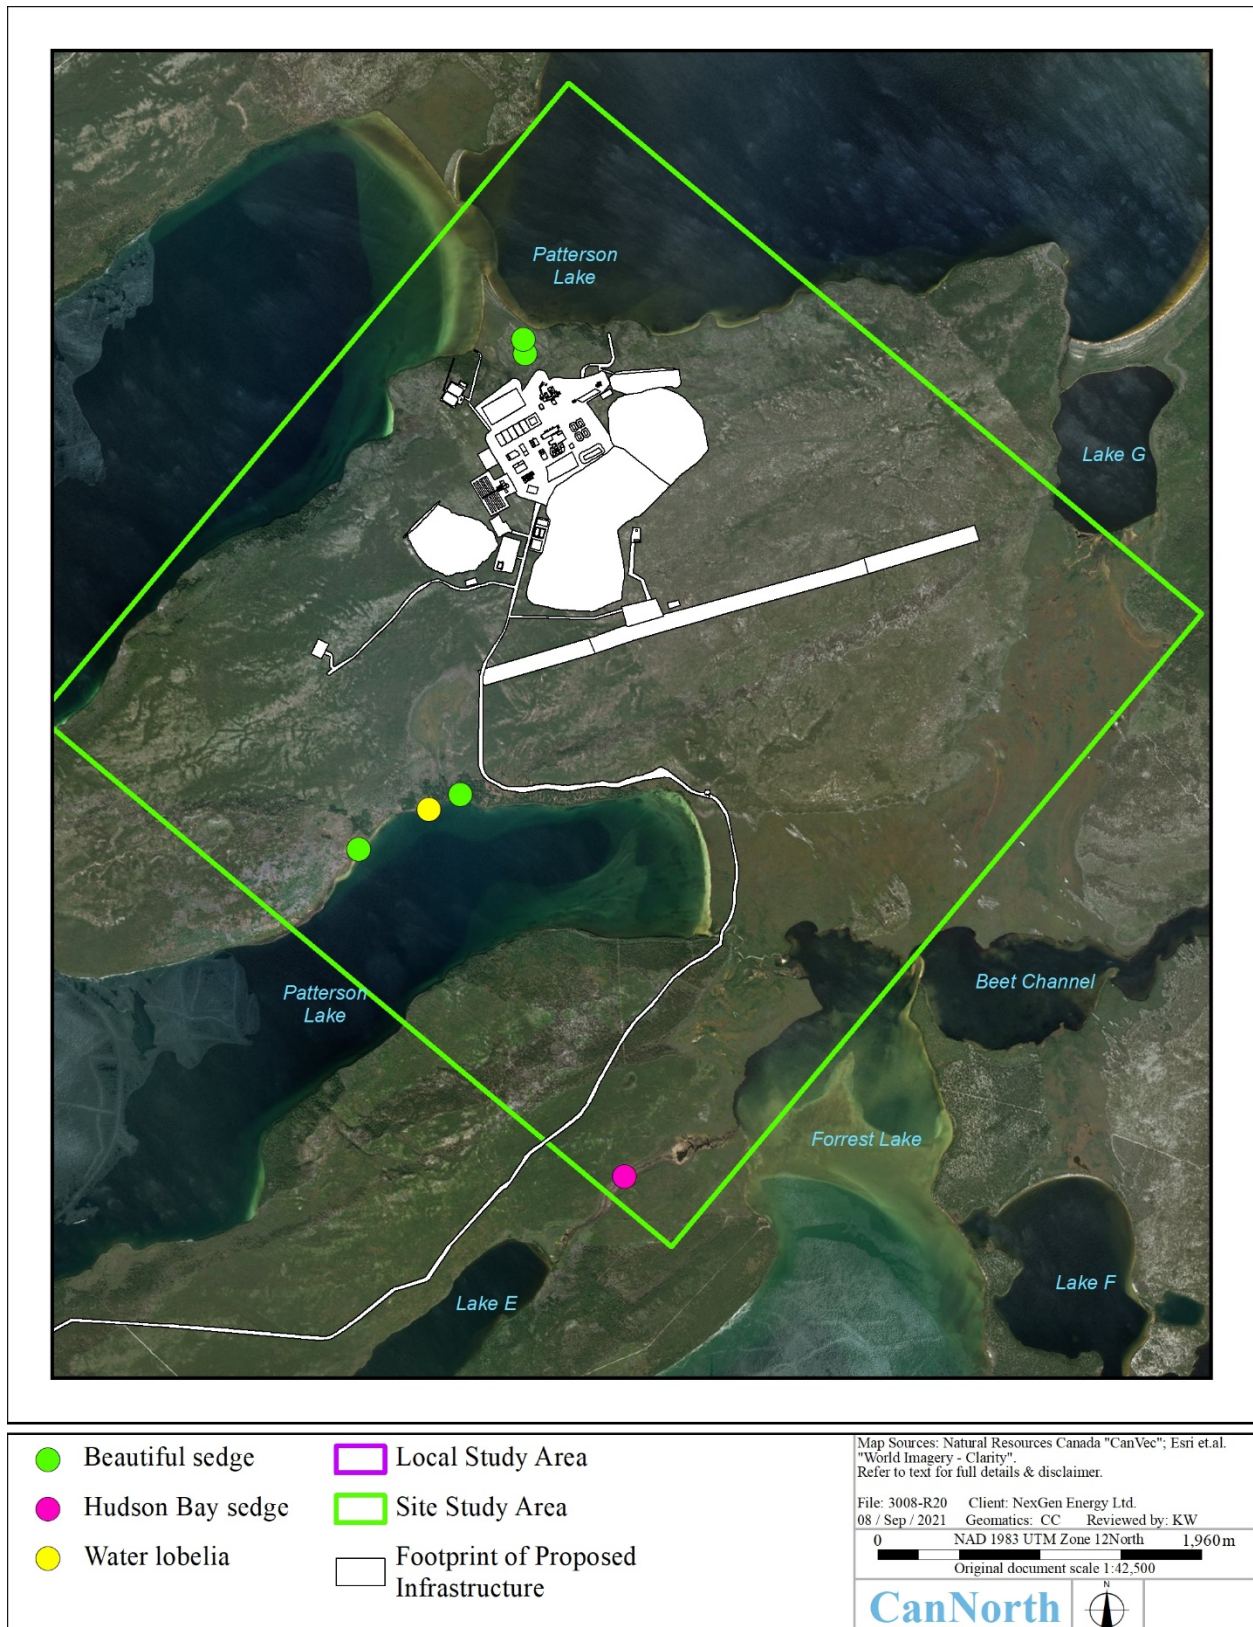 Patterson
Lake
Lake G
Patterson
Lake
Beet Channel
Forrest Lake
Lake E
Lake F
Beautiful sedge
Hudson Bay sedge
Water lobelia
Local Study Area
Site Study Area
Footprint of Proposed
Infrastructure
Map Sources: Natural Resources Canada "CanVec"; Esri et.al.
"World Imagery - Clarity".
Refer to text for full details & disclaimer.
File: 3008-R20 Client: NexGen Energy Ltd.
08 / Sep / 2021 Geomatics: CC Reviewed by: KW
0 NAD 1983 UTM Zone 12North 1,960m
Original document scale 1:42,500
CanNorth
N